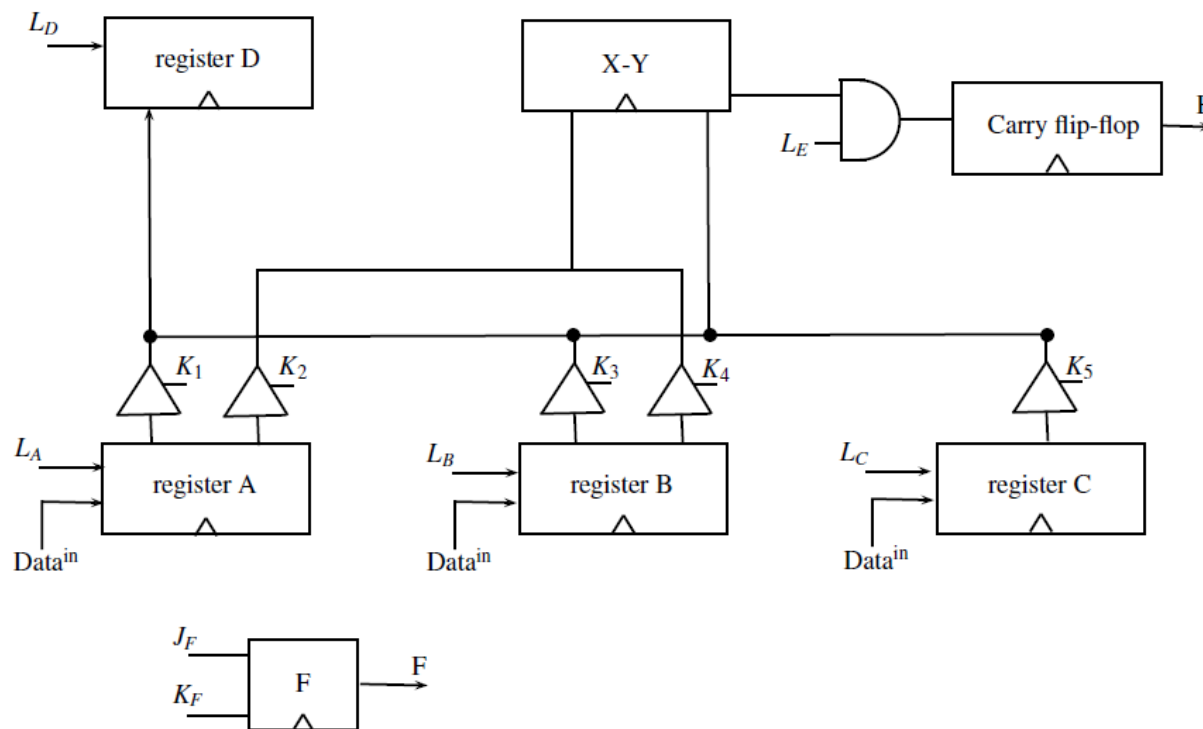 L_D
register D
X-Y
L_E
Carry flip-flop
E
K_1
K_2
K_3
K_4
K_5
L_A
register A
L_B
register B
L_C
register C
Data^in
Data^in
Data^in
J_F
K_F
F
F